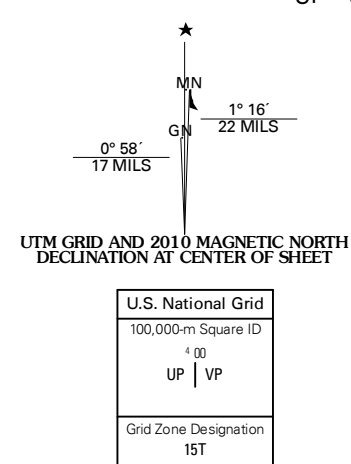 ★
MN
1° 16´
22 MILS
GN
0° 58´
17 MILS
UTM GRID AND 2010 MAGNETIC NORTH
DECLINATION AT CENTER OF SHEET
U.S. National Grid
100,000-m Square ID
4 00
UP | VP
Grid Zone Designation
15T